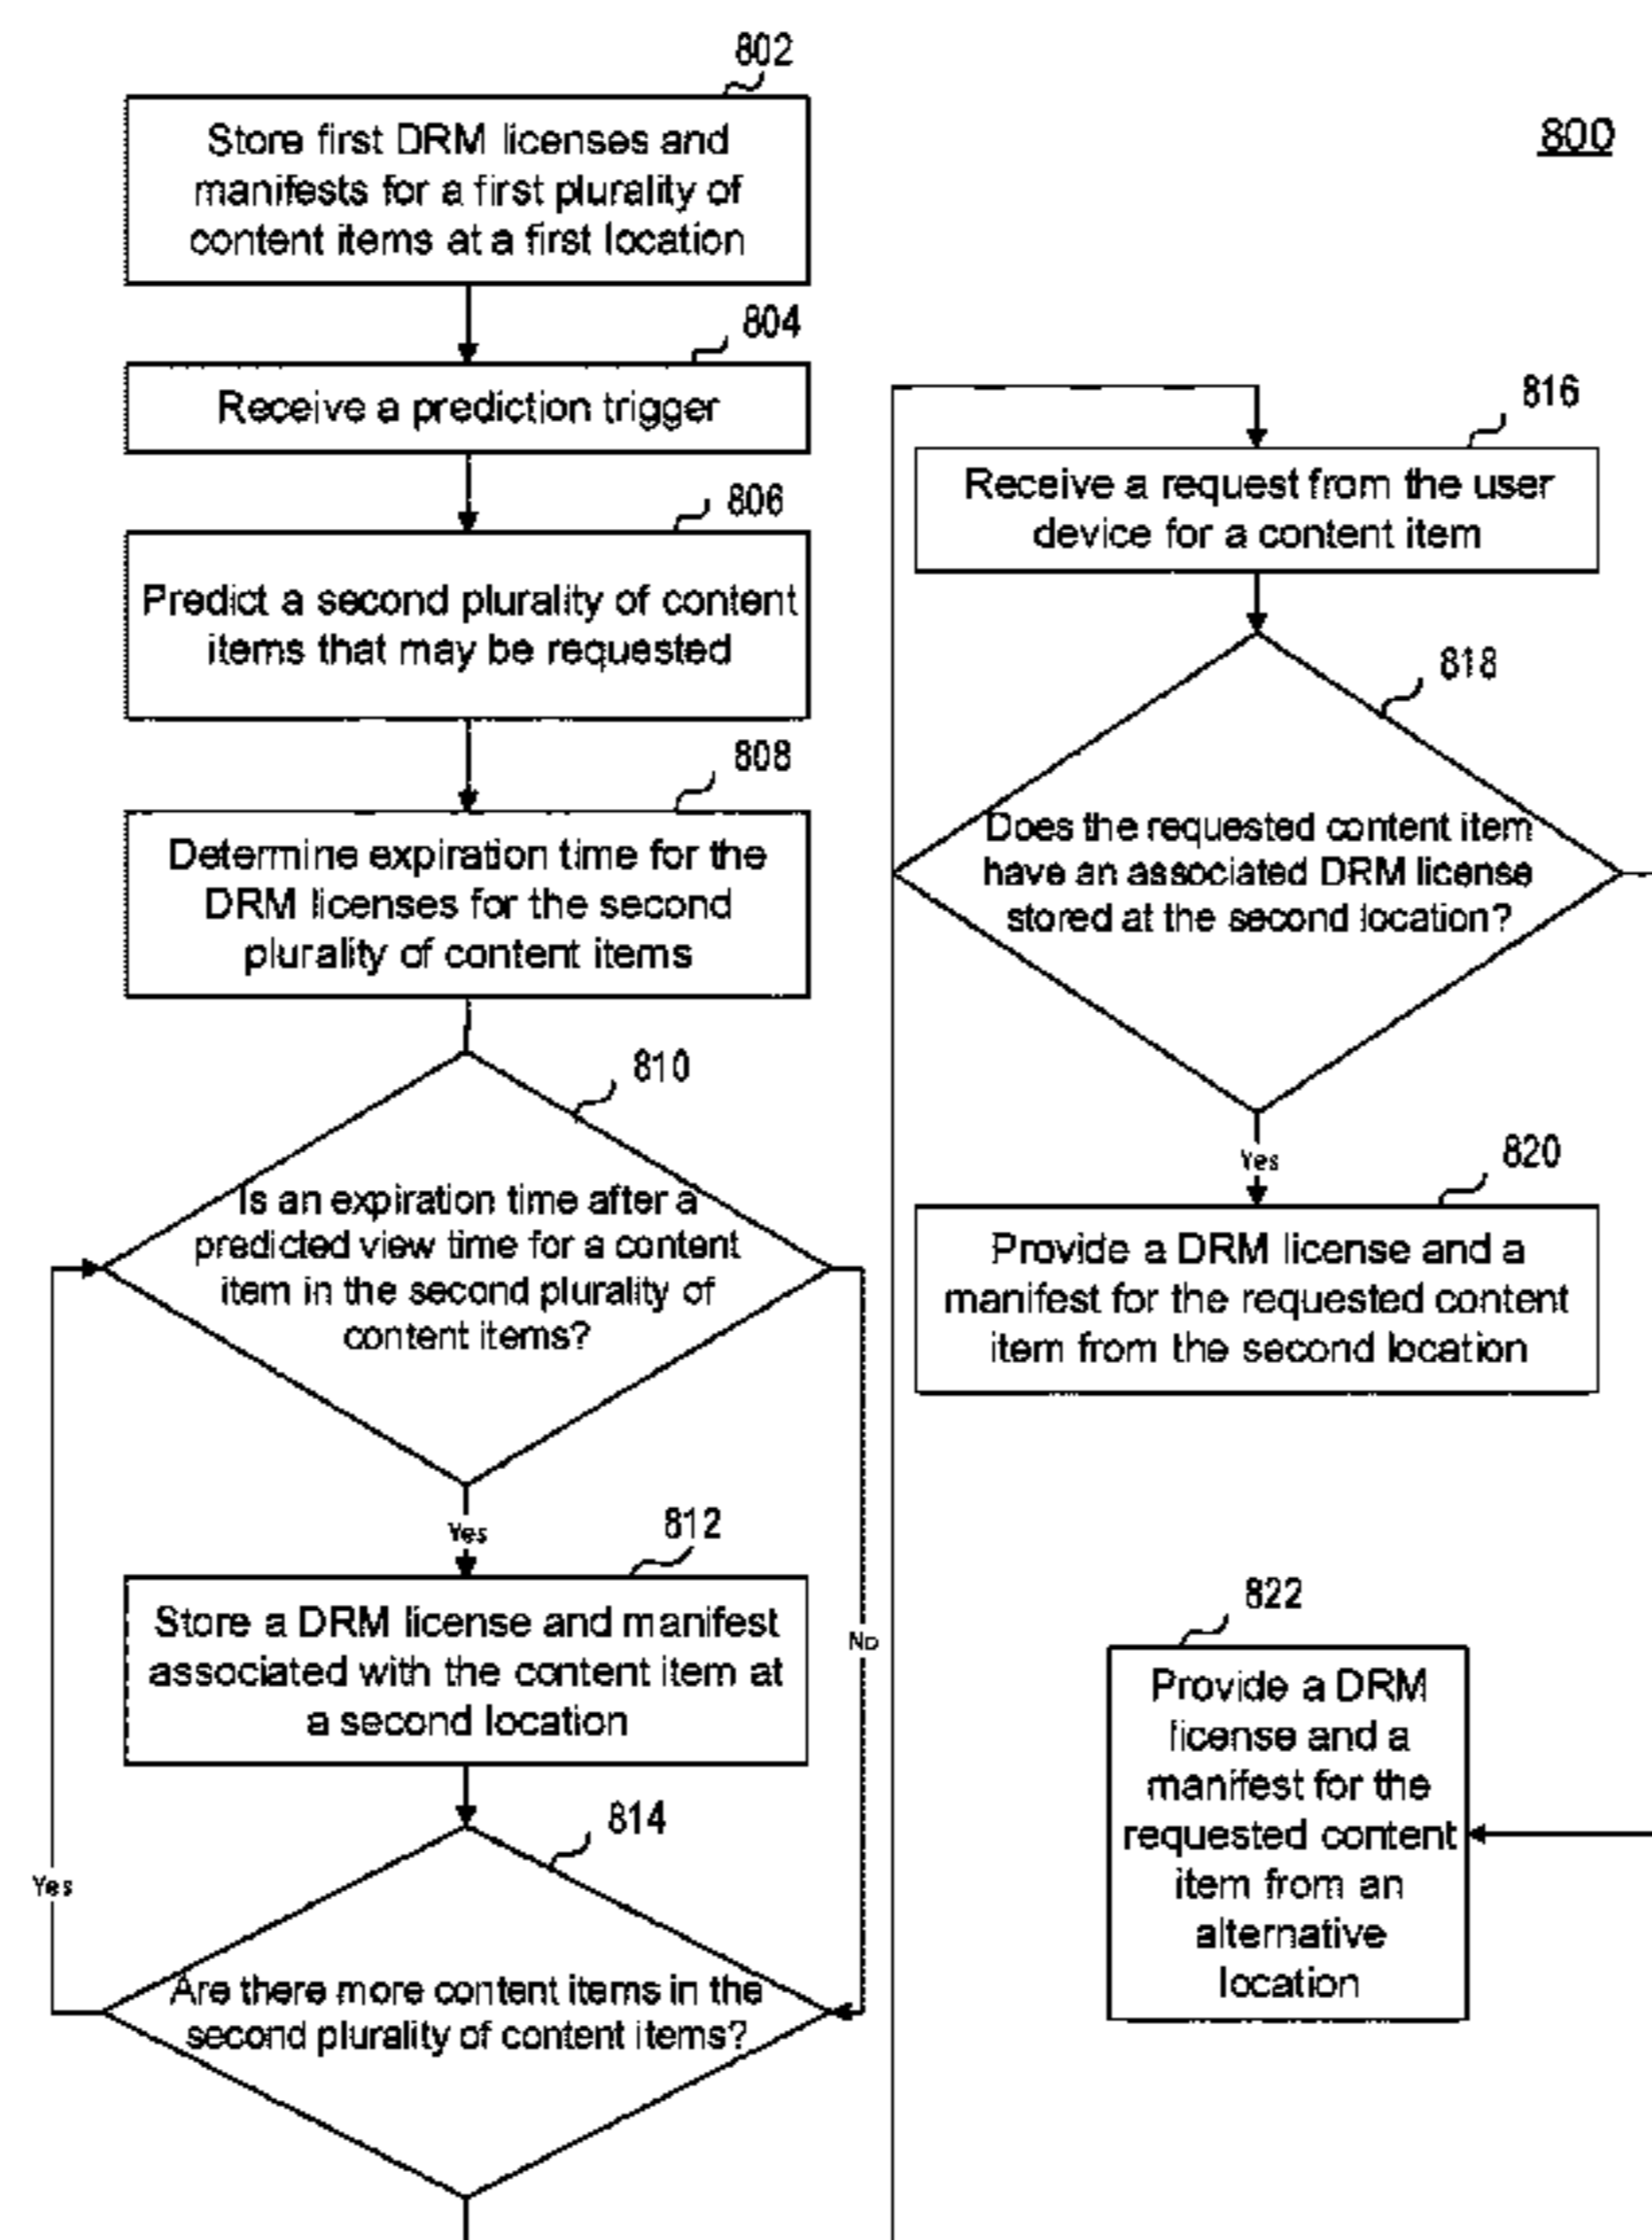 802
800
Store first DRM licenses and
manifests for a first plurality of
content items at a first location
804
Receive a prediction trigger
806
Predict a second plurality of content
items that may be requested
808
Determine expiration time for the
DRM licenses for the second
plurality of content items
810
Is an expiration time after a
predicted view time for a content
item in the second plurality of
content items?
Yes
812
Store a DRM license and manifest
associated with the content item at
a second location
No
814
Yes
Are there more content items in the
second plurality of content items?
816
Receive a request from the user
device for a content item
818
Does the requested content item
have an associated DRM license
stored at the second location?
Yes
820
Provide a DRM license and a
manifest for the requested content
item from the second location
822
Provide a DRM
license and a
manifest for the
requested content
item from an
alternative
location